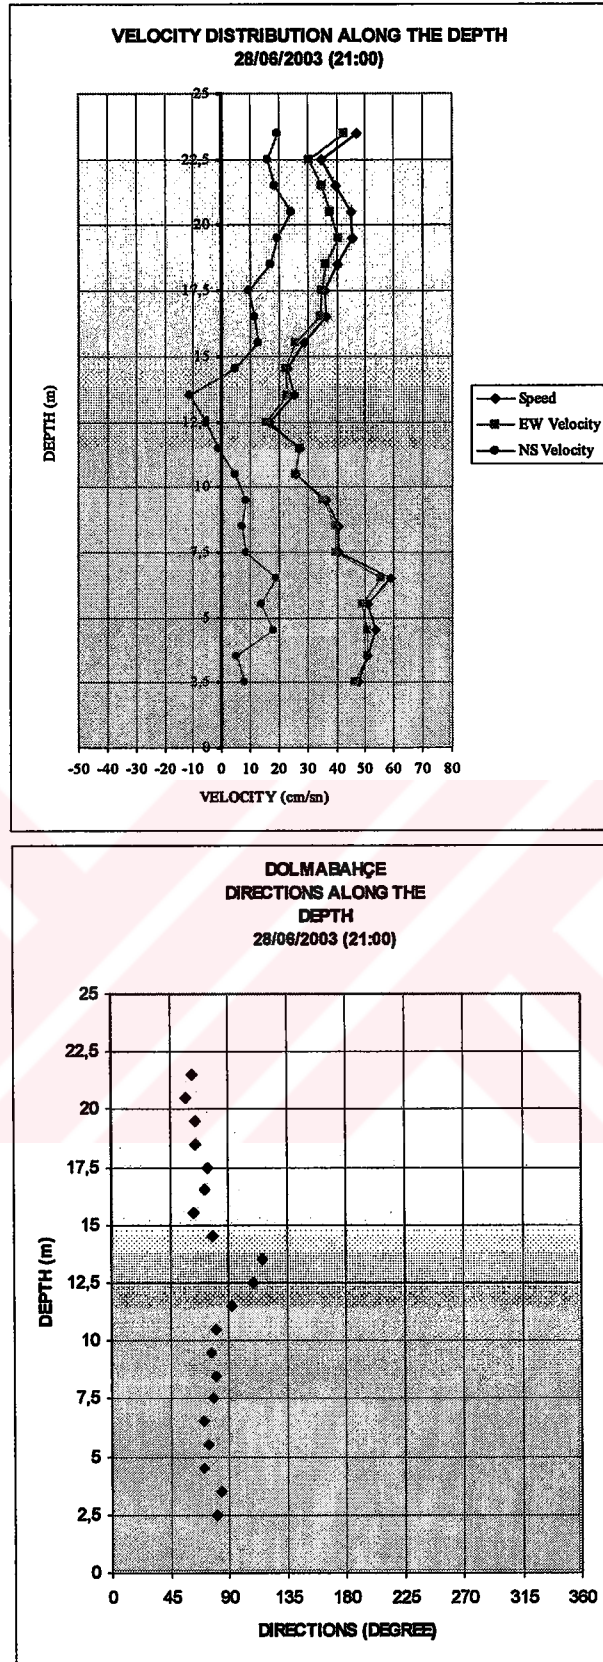 VELOCITY DISTRIBUTION ALONG THE DEPTH
28/06/2003 (21:00)
25
22,5
20
17,5
15
12,5
10
7,5
5
2,5
0
DEPTH (m)
-50 -40 -30 -20 -10 0 10 20 30 40 50 60 70 80
VELOCITY (cm/sn)
Speed
EW Velocity
NS Velocity
DOLMABAHÇE
DIRECTIONS ALONG THE
DEPTH
28/06/2003 (21:00)
25
22,5
20
17,5
15
12,5
10
7,5
5
2,5
0
DEPTH (m)
0 45 90 135 180 225 270 315 360
DIRECTIONS (DEGREE)